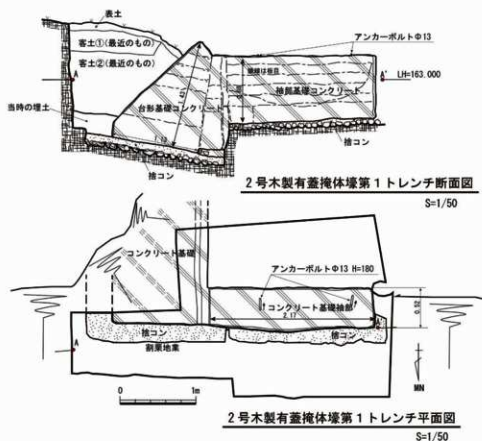 表土
客土①(最近のもの)
客土②(最近のもの)
A
当時の埋土
台形基礎コンクリート
1.13
捨コン
アンカーボルトΦ13
袖部基礎コンクリート
A'
LH=163.000
捨コン
2号木製有蓋掩体壕第1トレンチ断面図
S=1/50
コンクリート基礎
アンカーボルトΦ13 H=180
コンクリート基礎袖部
2.17
0.52
捨コン
捨コン
A
割栗地業
MN
0 1m
2号木製有蓋掩体壕第1トレンチ平面図
S=1/50